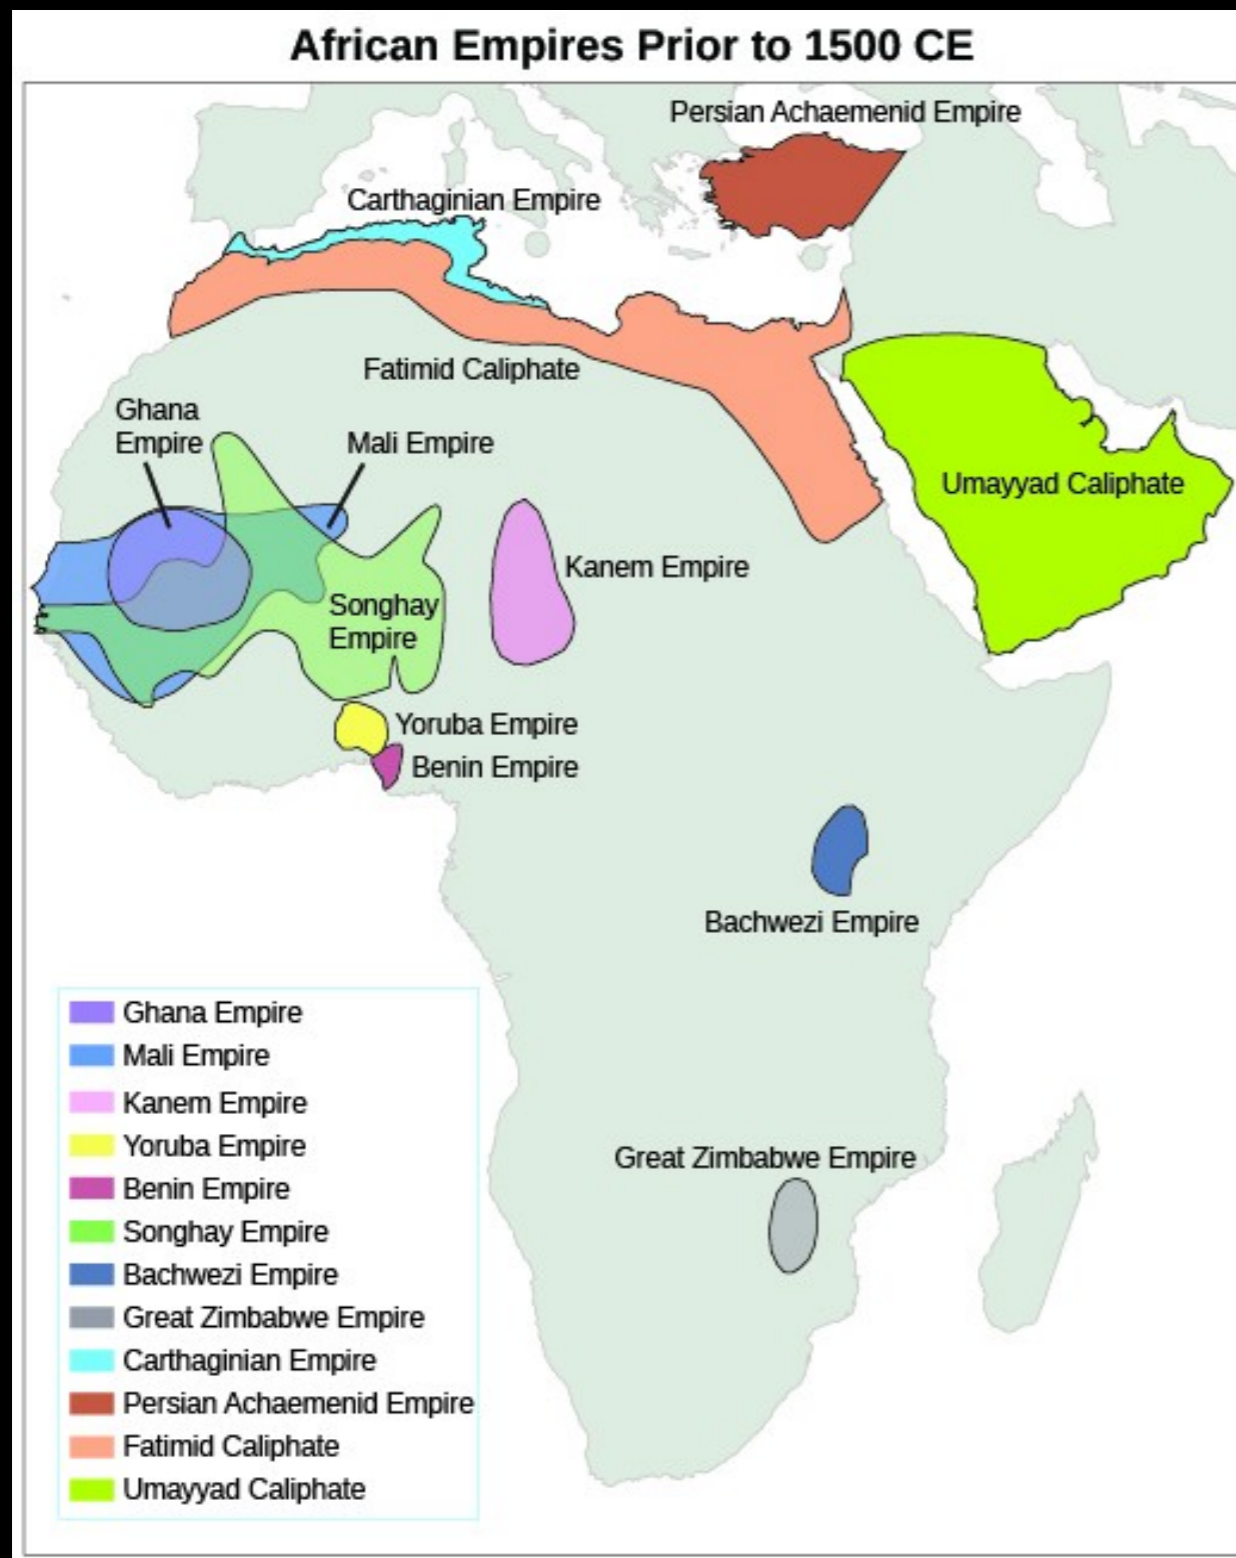 African Empires Prior to 1500 CE
Persian Achaemenid Empire
Carthaginian Empire
Fatimid Caliphate
Ghana
Empire
Mali Empire
Umayyad Caliphate
Kanem Empire
Songhay
Empire
Yoruba Empire
Benin Empire
Bachwezi Empire
Great Zimbabwe Empire
Ghana Empire
Mali Empire
Kanem Empire
Yoruba Empire
Benin Empire
Songhay Empire
Bachwezi Empire
Great Zimbabwe Empire
Carthaginian Empire
Persian Achaemenid Empire
Fatimid Caliphate
Umayyad Caliphate